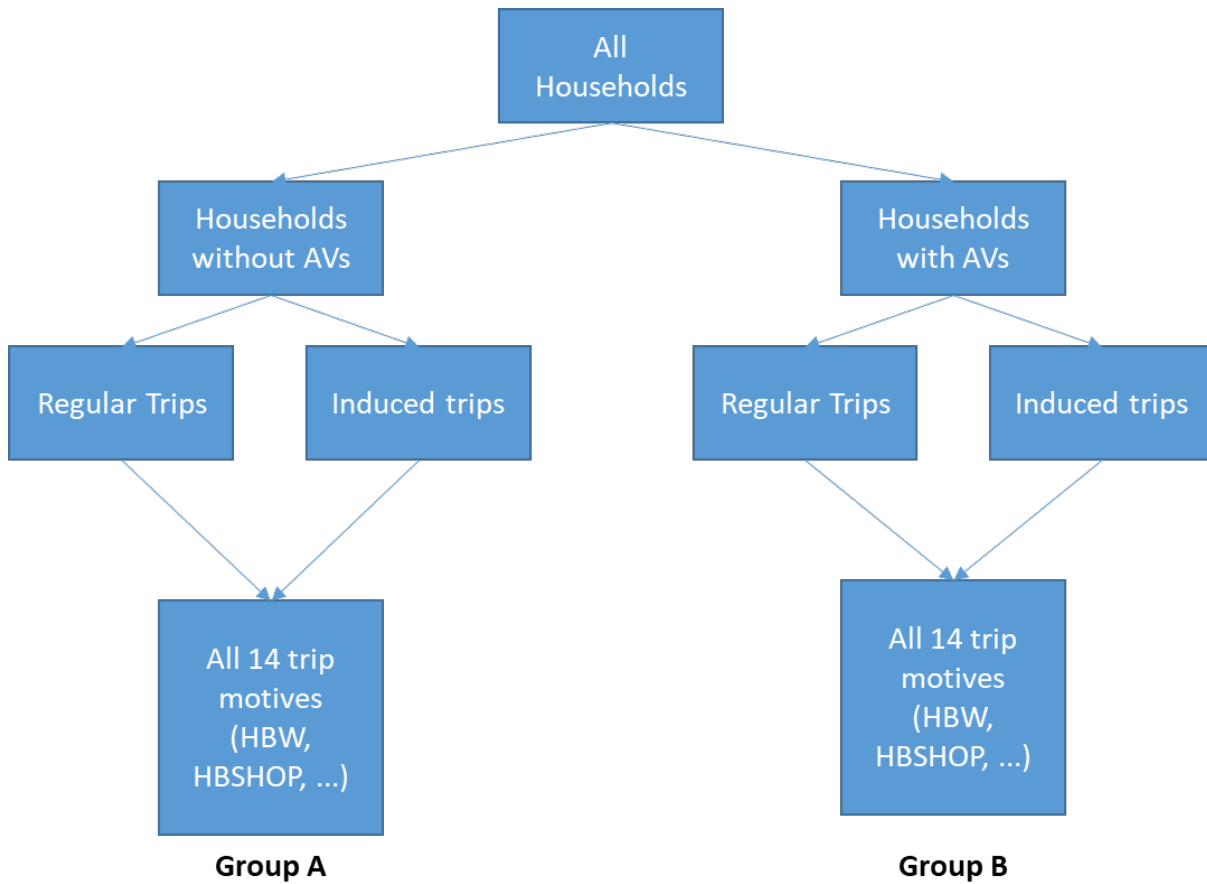 All
Households
Households
without AVs
Households
with AVs
Regular Trips
Induced trips
Regular Trips
Induced trips
All 14 trip
motives
(HBW,
HBSHOP, ...)
All 14 trip
motives
(HBW,
HBSHOP, ...)
Group A
Group B